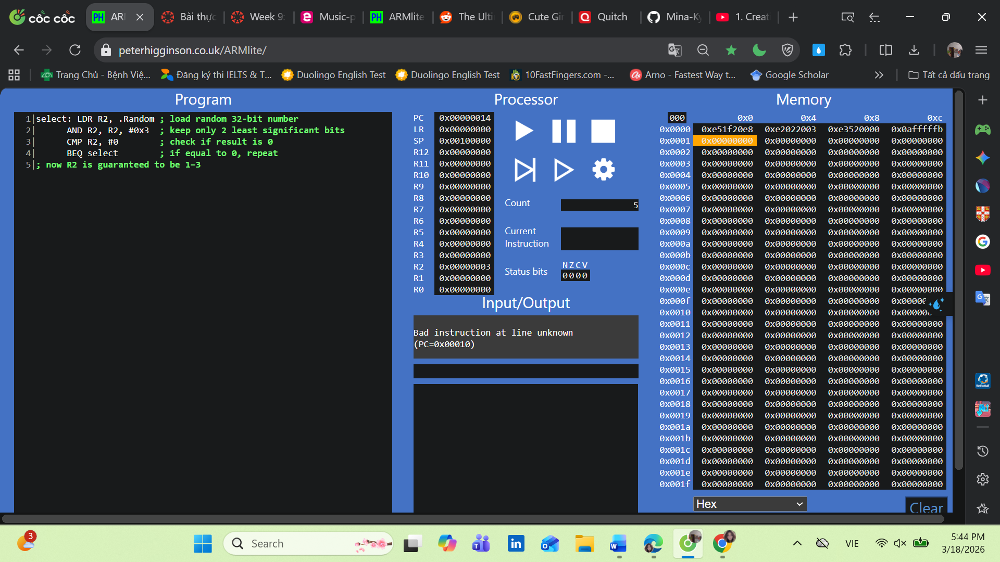 cốc cốc
PH
ARI
Bài thực
Week 9:
Music-p
PH
ARMlite
The Ulti
Cute Gir
Quitch
Mina-Ky
1. Creat
peterhigginson.co.uk/ARMlite/
Trang Chủ - Bệnh Việ...
Đăng ký thi IELTS & T...
Duolingo English Test
Duolingo English Test
10FastFingers.com -...
Arno - Fastest Way t...
Google Scholar
Tất cả dấu trang
Program
1|select: LDR R2, .Random ; load random 32-bit number
2|      AND R2, R2, #0x3  ; keep only 2 least significant bits
3|      CMP R2, #0        ; check if result is 0
4|      BEQ select        ; if equal to 0, repeat
5|; now R2 is guaranteed to be 1-3
Processor
PC 0x00000014
LR 0x00000000
SP 0x00100000
R12 0x00000000
R11 0x00000000
R10 0x00000000
R9 0x00000000
R8 0x00000000
R7 0x00000000
R6 0x00000000
R5 0x00000000
R4 0x00000000
R3 0x00000000
R2 0x00000003
R1 0x00000000
R0 0x00000000
Count 5
Current
Instruction
Status bits
NZCV
0000
Input/Output
Bad instruction at line unknown
(PC=0x00010)
Memory
000 0x0 0x4 0x8 0xc
0x0000 0xe51f20e8 0xe2022003 0xe3520000 0x0afffffb
0x0001 0x00000000 0x00000000 0x00000000 0x00000000
0x0002 0x00000000 0x00000000 0x00000000 0x00000000
0x0003 0x00000000 0x00000000 0x00000000 0x00000000
0x0004 0x00000000 0x00000000 0x00000000 0x00000000
0x0005 0x00000000 0x00000000 0x00000000 0x00000000
0x0006 0x00000000 0x00000000 0x00000000 0x00000000
0x0007 0x00000000 0x00000000 0x00000000 0x00000000
0x0008 0x00000000 0x00000000 0x00000000 0x00000000
0x0009 0x00000000 0x00000000 0x00000000 0x00000000
0x000a 0x00000000 0x00000000 0x00000000 0x00000000
0x000b 0x00000000 0x00000000 0x00000000 0x00000000
0x000c 0x00000000 0x00000000 0x00000000 0x00000000
0x000d 0x00000000 0x00000000 0x00000000 0x00000000
0x000e 0x00000000 0x00000000 0x00000000 0x00000000
0x000f 0x00000000 0x00000000 0x00000000 0x0000
0x0010 0x00000000 0x00000000 0x00000000 0x00000
0x0011 0x00000000 0x00000000 0x00000000 0x00000000
0x0012 0x00000000 0x00000000 0x00000000 0x00000000
0x0013 0x00000000 0x00000000 0x00000000 0x00000000
0x0014 0x00000000 0x00000000 0x00000000 0x00000000
0x0015 0x00000000 0x00000000 0x00000000 0x00000000
0x0016 0x00000000 0x00000000 0x00000000 0x00000000
0x0017 0x00000000 0x00000000 0x00000000 0x00000000
0x0018 0x00000000 0x00000000 0x00000000 0x00000000
0x0019 0x00000000 0x00000000 0x00000000 0x00000000
0x001a 0x00000000 0x00000000 0x00000000 0x00000000
0x001b 0x00000000 0x00000000 0x00000000 0x00000000
0x001c 0x00000000 0x00000000 0x00000000 0x00000000
0x001d 0x00000000 0x00000000 0x00000000 0x00000000
0x001e 0x00000000 0x00000000 0x00000000 0x00000000
0x001f 0x00000000 0x00000000 0x00000000 0x00000000
Hex
Clear
3
Search
VIE
5:44 PM
3/18/2026